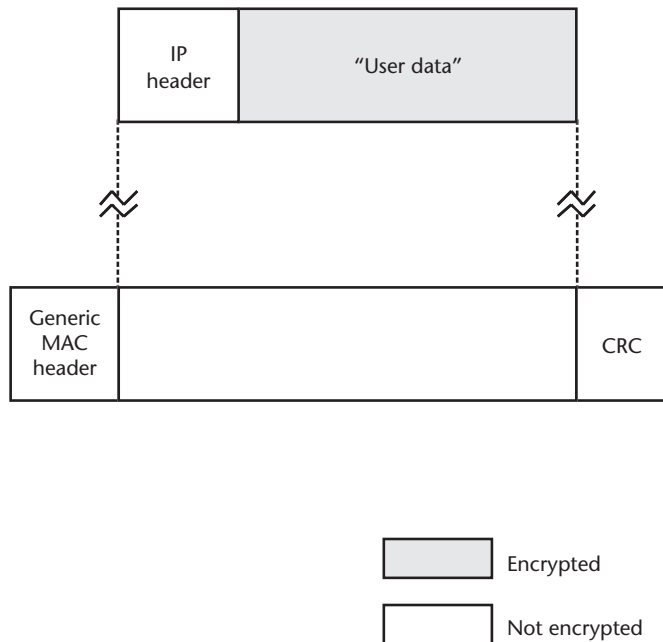 IP
header
“User data”
Generic
MAC
header
CRC
Encrypted
Not encrypted